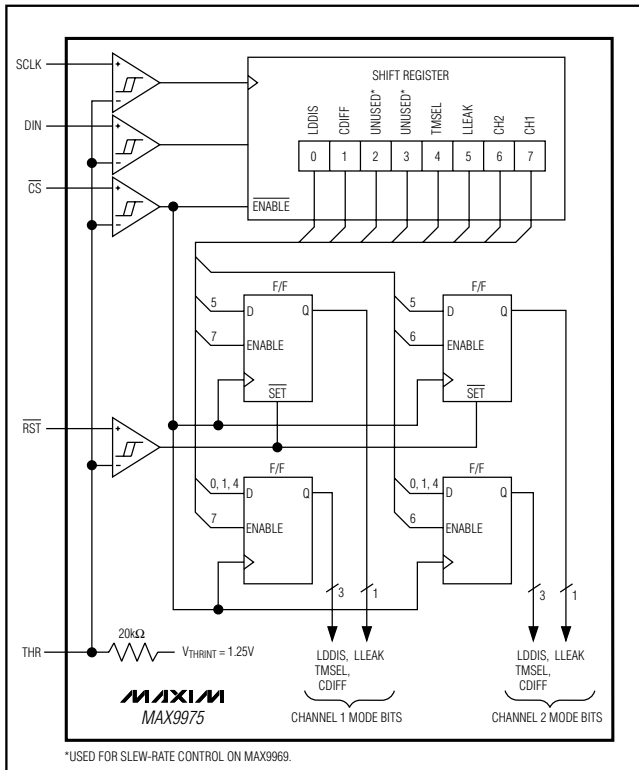 SCLK
DIN
CS
RST
THR
SHIFT REGISTER
LDDIS
CDIFF
UNUSED*
UNUSED*
TMSEL
LLEAK
CH2
CH1
0 1 2 3 4 5 6 7
ENABLE
F/F
5 D Q
7 ENABLE
SET
F/F
5 D Q
6 ENABLE
SET
F/F
0, 1, 4 D Q
7 ENABLE
F/F
0, 1, 4 D Q
6 ENABLE
3 1
3 1
20kΩ
VTHRINT = 1.25V
LDDIS, LLEAK
TMSEL,
CDIFF
CHANNEL 1 MODE BITS
LDDIS, LLEAK
TMSEL,
CDIFF
CHANNEL 2 MODE BITS
MAXIM
MAX9975
*USED FOR SLEW-RATE CONTROL ON MAX9969.